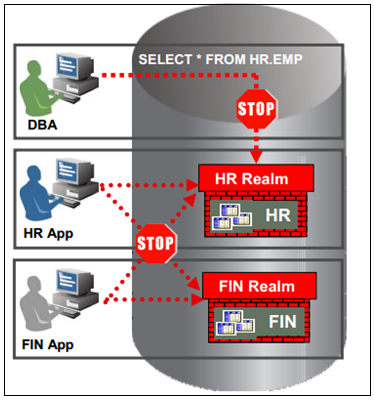 SELECT * FROM HR.EMP
STOP
DBA
HR Realm
HR
HR App
STOP
FIN Realm
FIN
FIN App